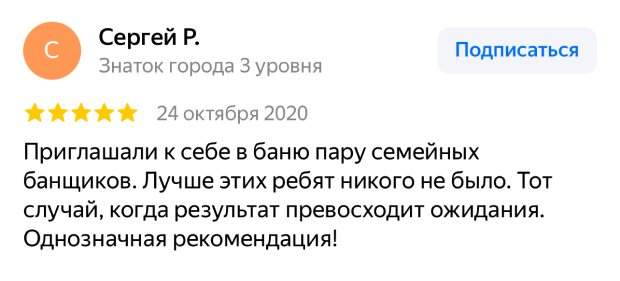 С
Сергей Р.
Подписаться
Знаток города 3 уровня
24 октября 2020
Приглашали к себе в баню пару семейных
банщиков. Лучше этих ребят никого не было. Тот
случай, когда результат превосходит ожидания.
Однозначная рекомендация!